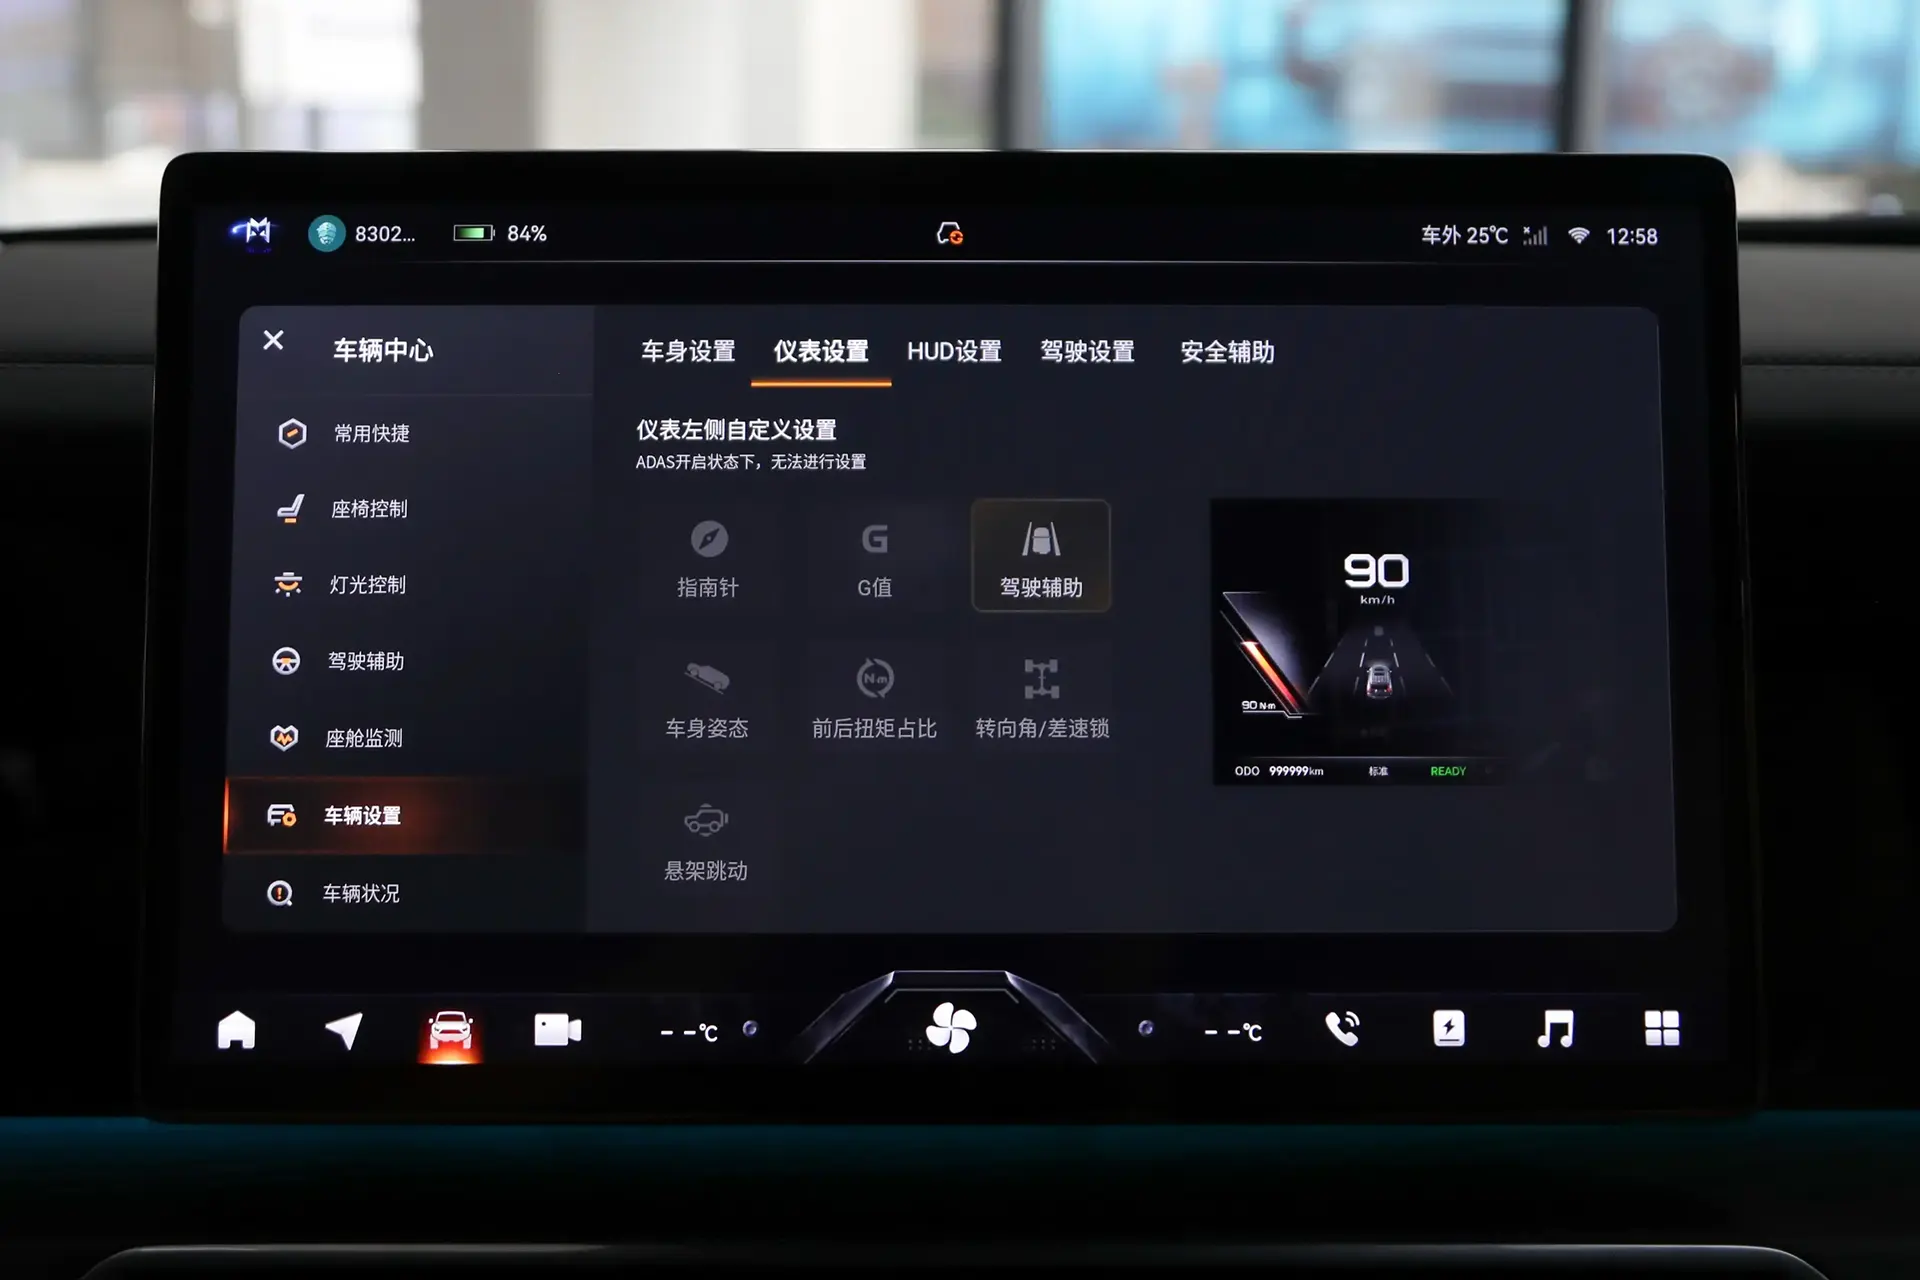 8302... 84% 车外 25℃ 12:58
车辆中心
常用快捷
座椅控制
灯光控制
驾驶辅助
座舱监测
车辆设置
车辆状况
车身设置 仪表设置 HUD设置 驾驶设置 安全辅助
仪表左侧自定义设置
ADAS开启状态下，无法进行设置
指南针 G G值 驾驶辅助
车身姿态 N·m 前后扭矩占比 转向角/差速锁
悬架跳动
90
km/h
90 N·m
ODO 999999km 标准 READY
--℃ --℃